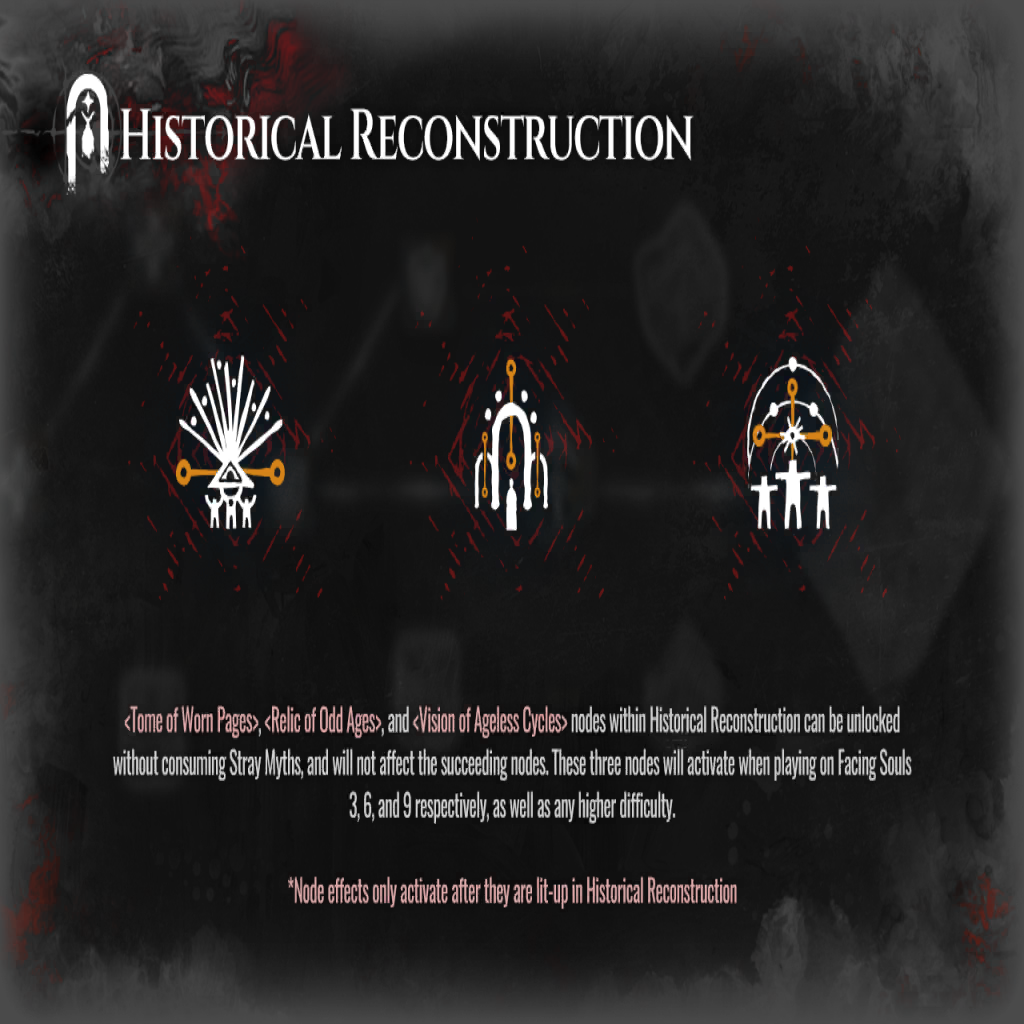 HISTORICAL RECONSTRUCTION
<Tome of Worn Pages>, <Relic of Odd Ages>, and <Vision of Ageless Cycles> nodes within Historical Reconstruction can be unlocked
without consuming Stray Myths, and will not affect the succeeding nodes. These three nodes will activate when playing on Facing Souls
3, 6, and 9 respectively, as well as any higher difficulty.
*Node effects only activate after they are lit-up in Historical Reconstruction